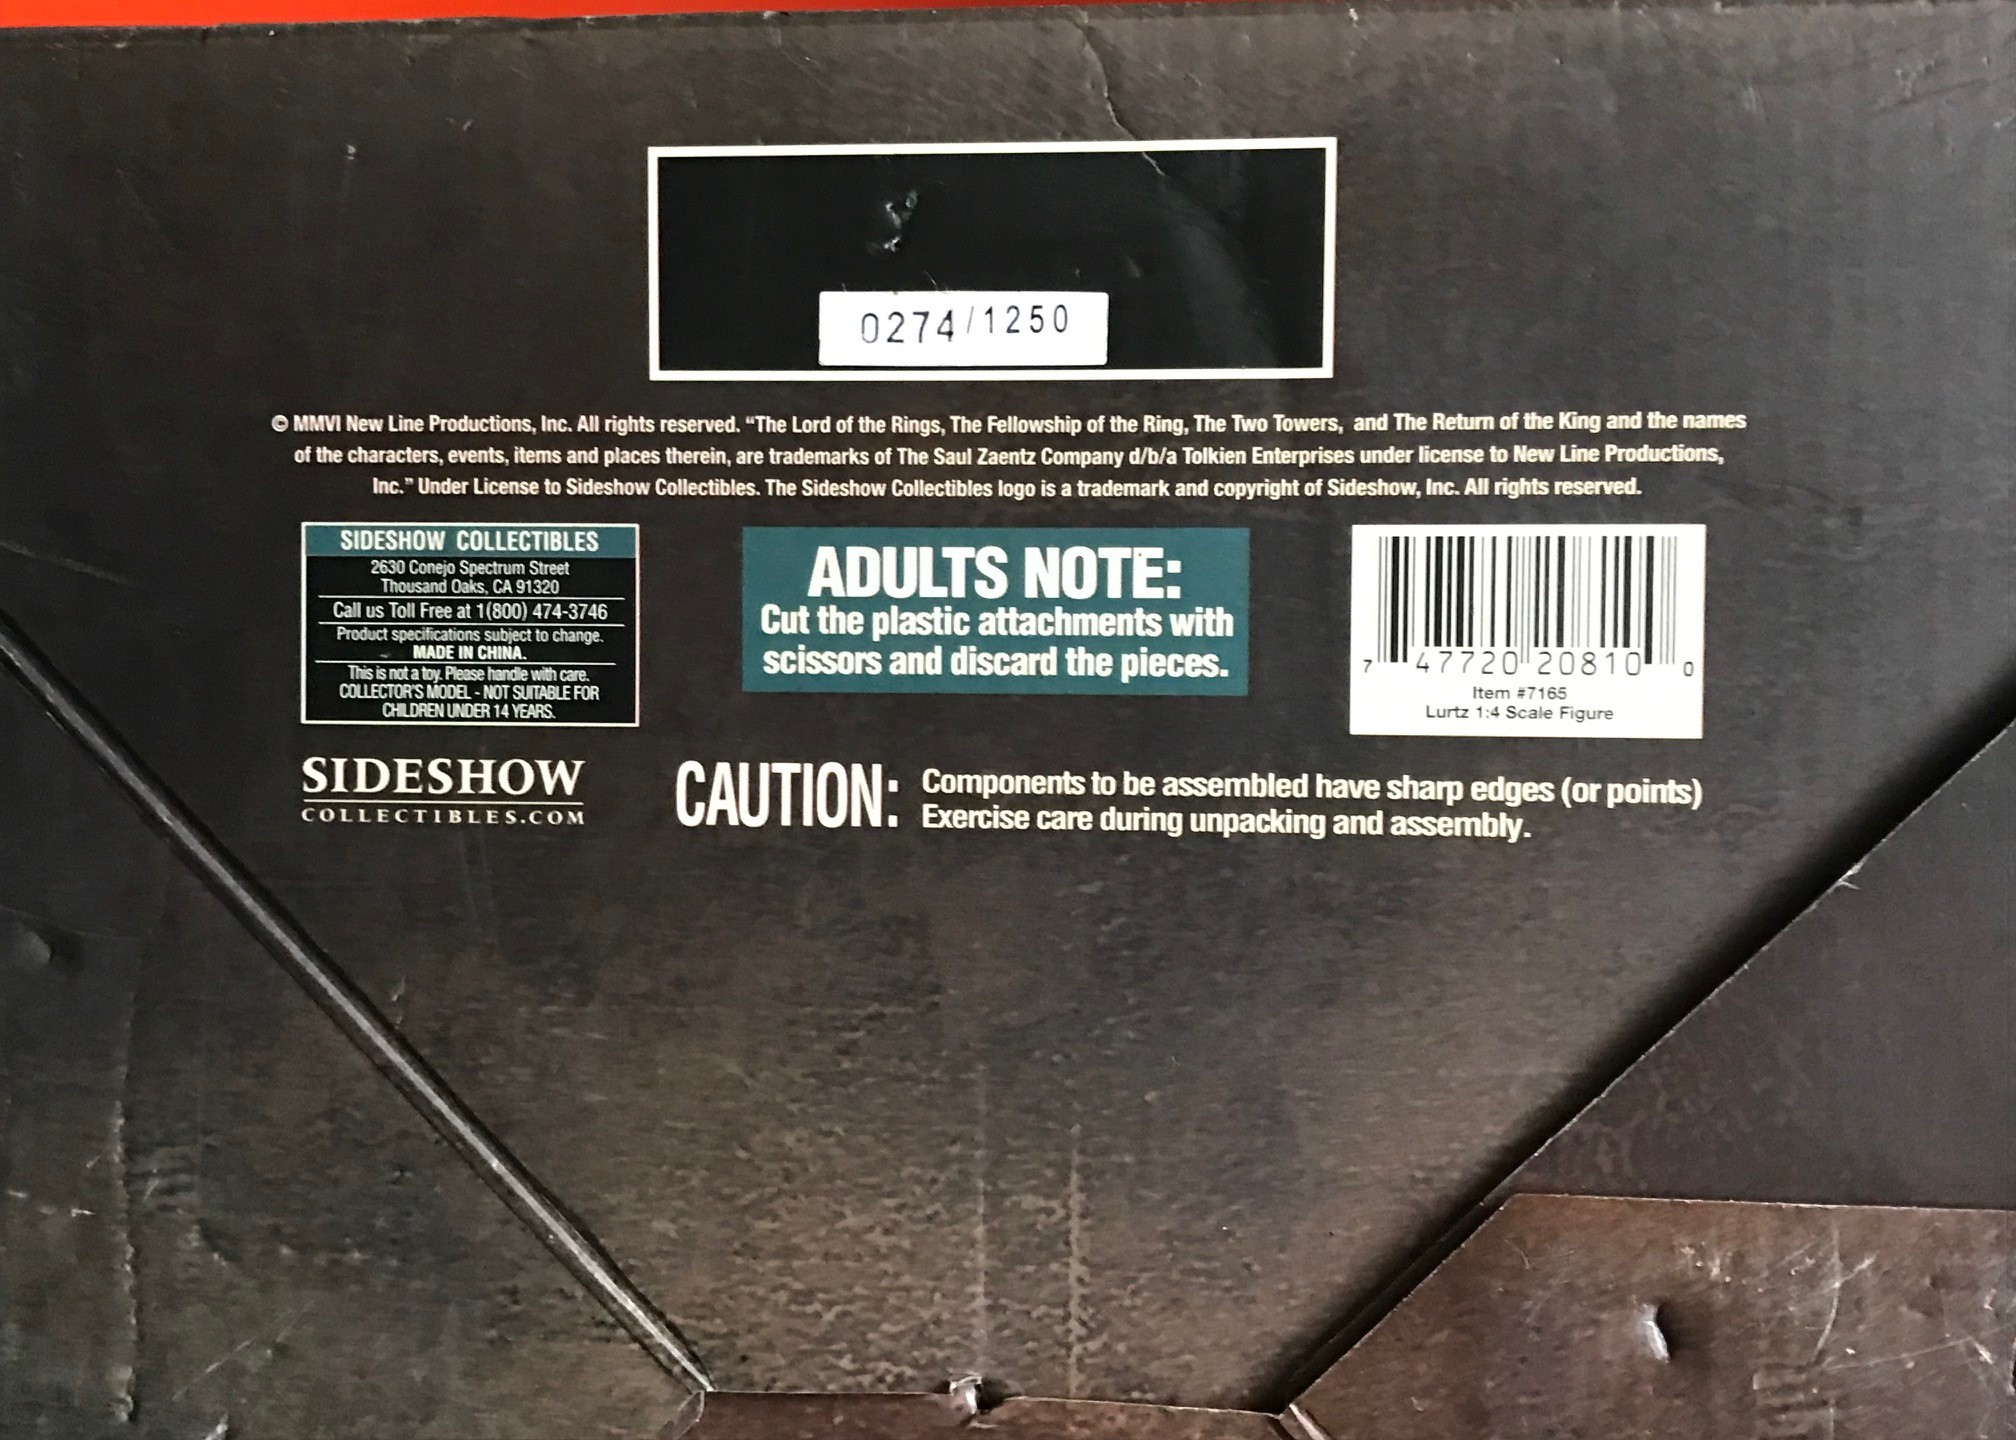 0274/1250
© MMVI New Line Productions, Inc. All rights reserved. “The Lord of the Rings, The Fellowship of the Ring, The Two Towers, and The Return of the King and the names
of the characters, events, items and places therein, are trademarks of The Saul Zaentz Company d/b/a Tolkien Enterprises under license to New Line Productions,
Inc.” Under License to Sideshow Collectibles. The Sideshow Collectibles logo is a trademark and copyright of Sideshow, Inc. All rights reserved.
SIDESHOW COLLECTIBLES
2630 Conejo Spectrum Street
Thousand Oaks, CA 91320
Call us Toll Free at 1(800) 474-3746
Product specifications subject to change.
MADE IN CHINA.
This is not a toy. Please handle with care.
COLLECTOR'S MODEL - NOT SUITABLE FOR
CHILDREN UNDER 14 YEARS.
ADULTS NOTE:
Cut the plastic attachments with
scissors and discard the pieces.
7 47720 20810 0
Item #7165
Lurtz 1:4 Scale Figure
SIDESHOW
COLLECTIBLES.COM
CAUTION: Components to be assembled have sharp edges (or points)
Exercise care during unpacking and assembly.